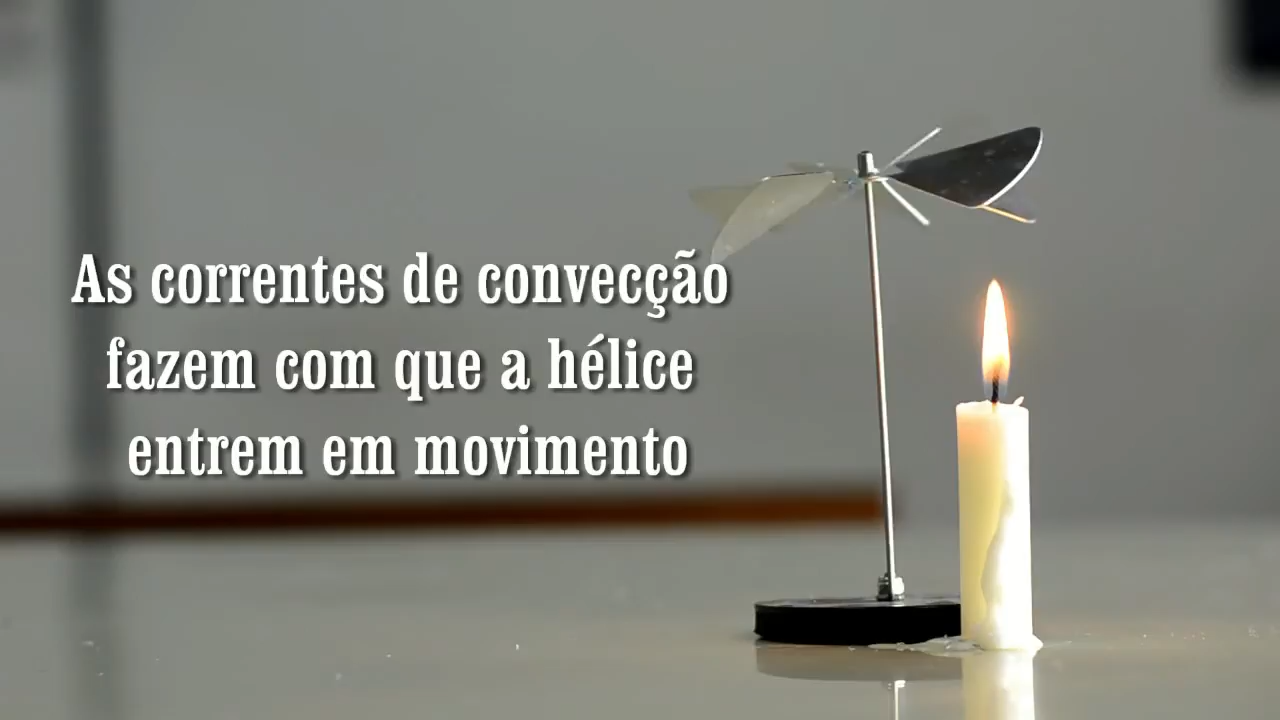 As correntes de convecção
fazem com que a hélice
entrem em movimento